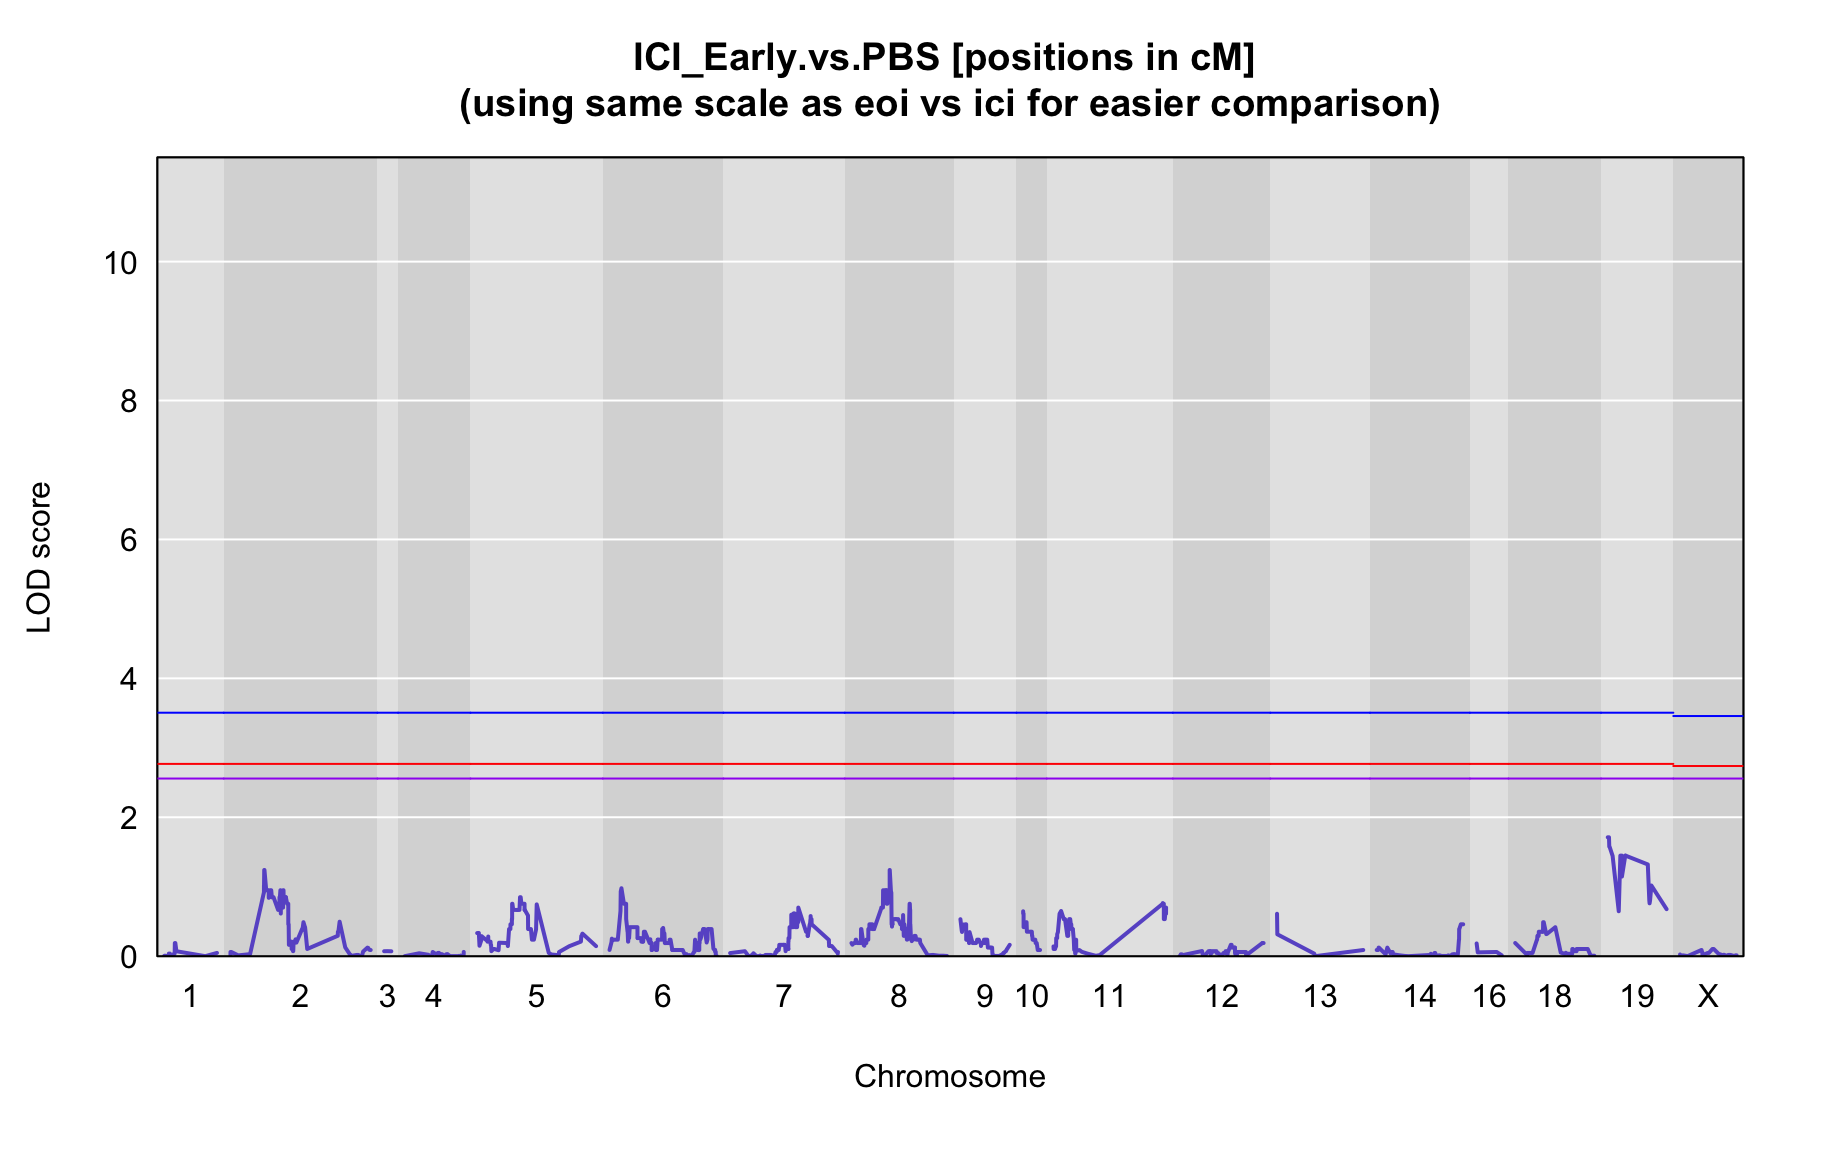 ICI_Early.vs.PBS [positions in cM]
(using same scale as eoi vs ici for easier comparison)
LOD score
10
8
6
4
2
0
1 2 3 4 5 6 7 8 9 10 11 12 13 14 16 18 19 X
Chromosome